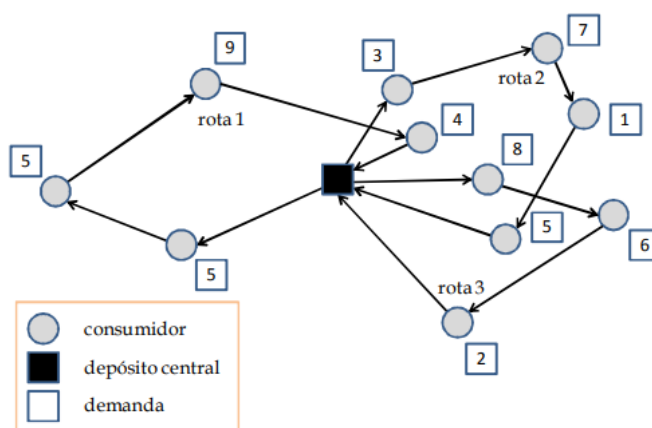 9
3
7
rota 2
rota 1
4
1
8
5
5
6
5
rota 3
2
consumidor
depósito central
demanda